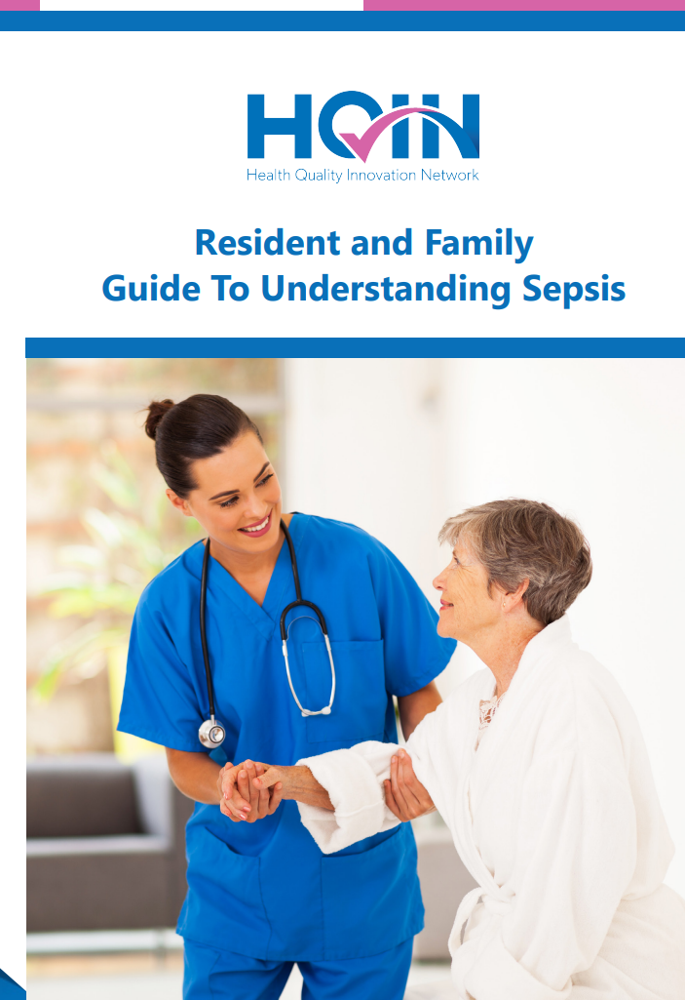 HQIN
Health Quality Innovation Network
Resident and Family
Guide To Understanding Sepsis